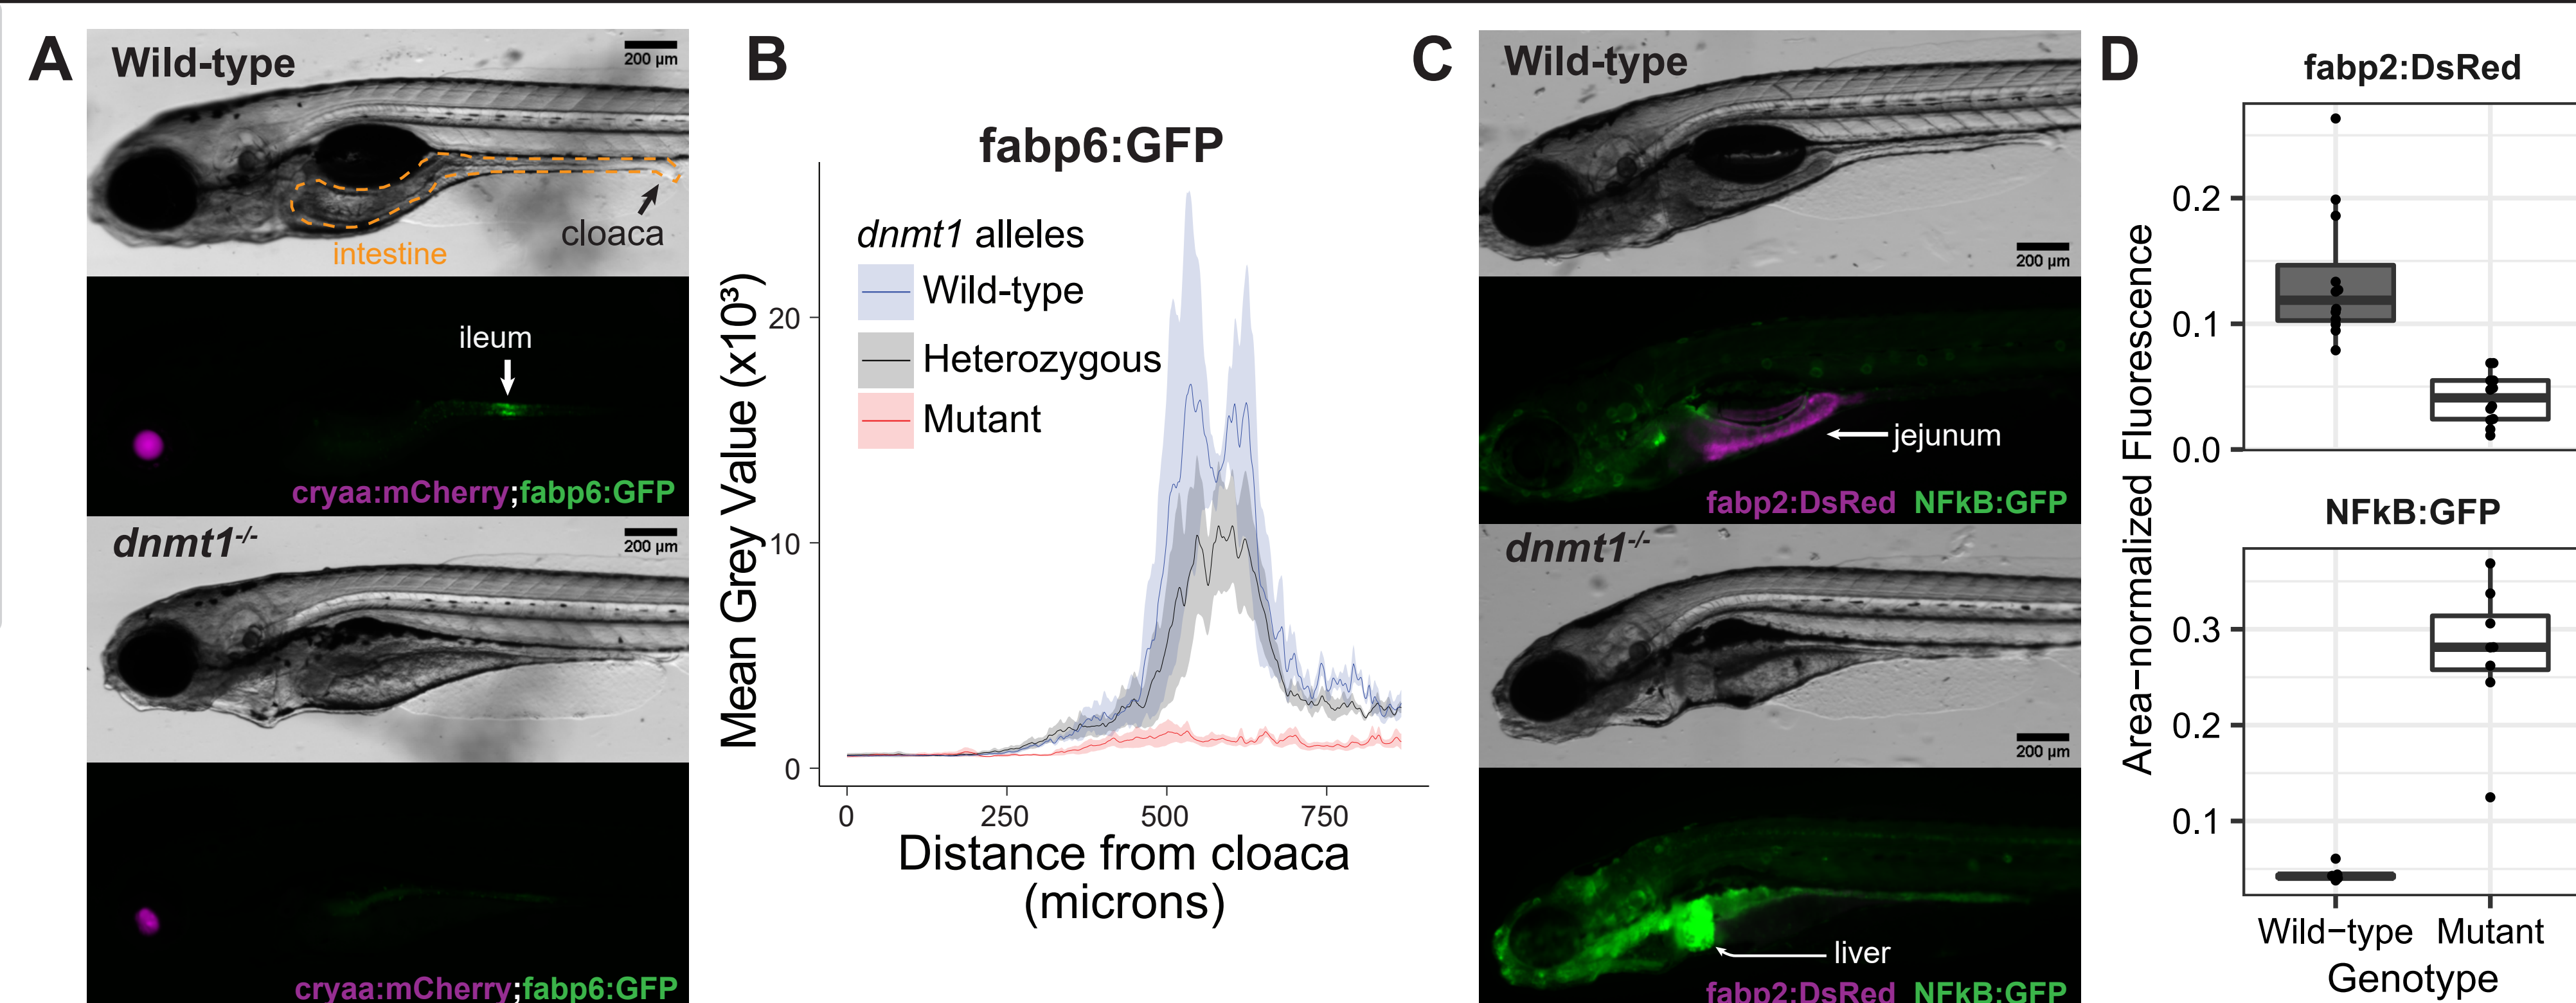 A
Wild-type
200 µm
intestine
cloaca
ileum
cryaa:mCherry;fabp6:GFP
dnmt1-/-
200 µm
cryaa:mCherry;fabp6:GFP
B
fabp6:GFP
dnmt1 alleles
Wild-type
Heterozygous
Mutant
Mean Grey Value (x10³)
20
10
0
0 250 500 750
Distance from cloaca
(microns)
C
Wild-type
200 µm
jejunum
fabp2:DsRed NFkB:GFP
dnmt1-/-
200 µm
liver
fabp2:DsRed NFkB:GFP
D
fabp2:DsRed
Area−normalized Fluorescence
0.2
0.1
0.0
NFkB:GFP
0.3
0.2
0.1
Wild−type Mutant
Genotype